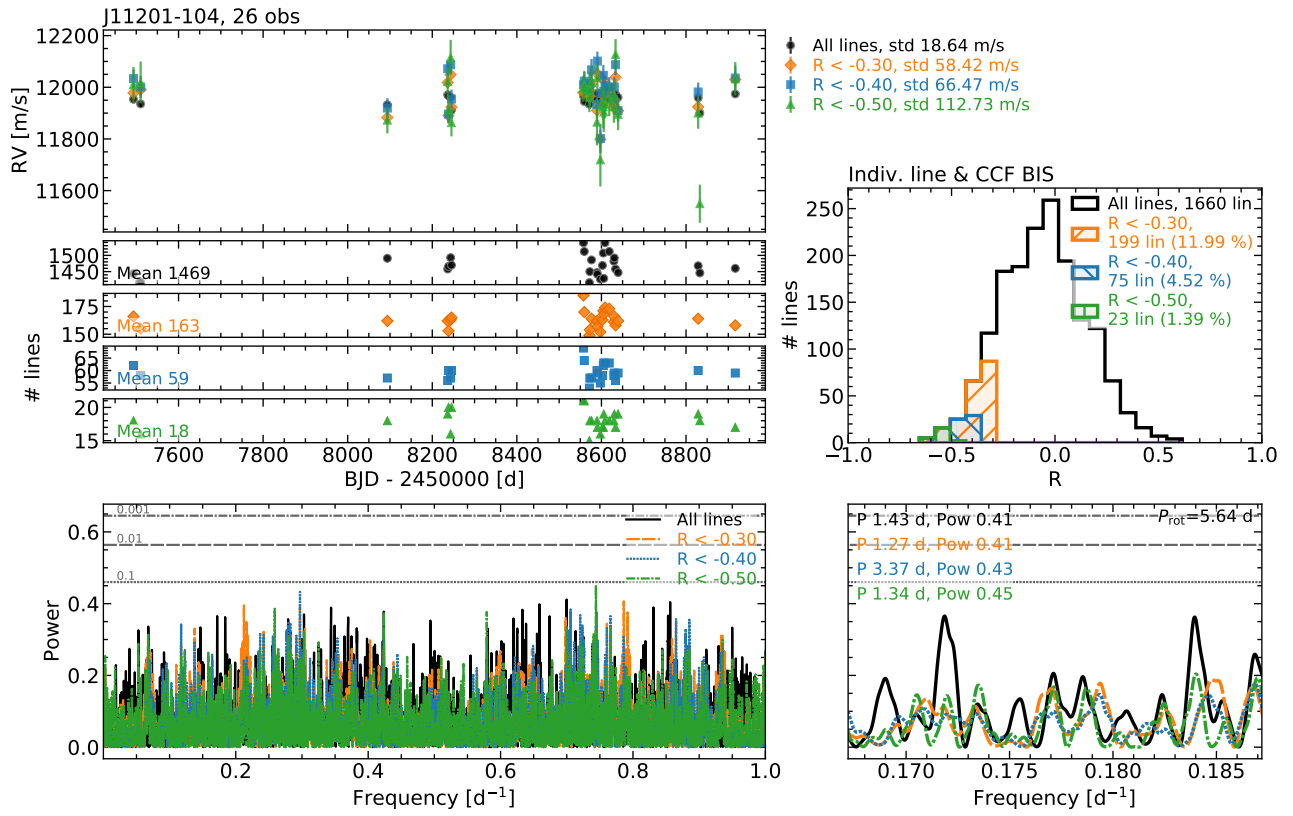 J11201-104, 26 obs
12200
12000
11800
11600
RV [m/s]
All lines, std 18.64 m/s
R < -0.30, std 58.42 m/s
R < -0.40, std 66.47 m/s
R < -0.50, std 112.73 m/s
1500
1450
Mean 1469
175
150
Mean 163
65
60
55
Mean 59
20
15
Mean 18
# lines
7600 7800 8000 8200 8400 8600 8800
BJD - 2450000 [d]
Indiv. line & CCF BIS
250
200
150
100
50
0
# lines
All lines, 1660 lin
R < -0.30,
199 lin (11.99 %)
R < -0.40,
75 lin (4.52 %)
R < -0.50,
23 lin (1.39 %)
−1.0 −0.5 0.0 0.5 1.0
R
0.001
0.01
0.1
0.6
0.4
0.2
0.0
Power
All lines
R < -0.30
R < -0.40
R < -0.50
0.2 0.4 0.6 0.8 1.0
Frequency [d⁻¹]
P 1.43 d, Pow 0.41
P 1.27 d, Pow 0.41
P 3.37 d, Pow 0.43
P 1.34 d, Pow 0.45
Prot=5.64 d
0.170 0.175 0.180 0.185
Frequency [d⁻¹]